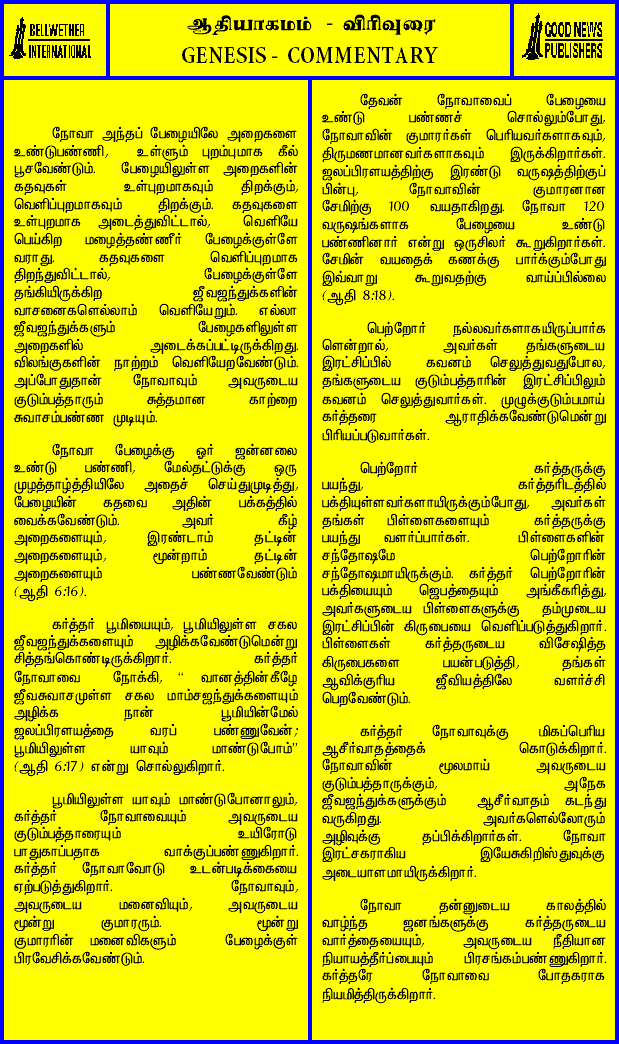 BELLWETHER
INTERNATIONAL
ஆதியாகமம் - விரிவுரை
GENESIS - COMMENTARY
GOOD NEWS
PUBLISHERS
நோவா அந்தப் பேழையிலே அறைகளை
உண்டுபண்ணி, உள்ளும் புறம்புமாக கீல்
பூசவேண்டும். பேழையிலுள்ள அறைகளின்
கதவுகள் உள்புறமாகவும் திறக்கும்,
வெளிப்புறமாகவும் திறக்கும். கதவுகளை
உள்புறமாக அடைத்துவிட்டால், வெளியே
பெய்கிற மழைத்தண்ணீர் பேழைக்குள்ளே
வராது. கதவுகளை வெளிப்புறமாக
திறந்துவிட்டால், பேழைக்குள்ளே
தங்கியிருக்கிற ஜீவஜந்துக்களின்
வாசனைகளெல்லாம் வெளியேறும். எல்லா
ஜீவஜந்துக்களும் பேழைகளிலுள்ள
அறைகளில் அடைக்கப்பட்டிருக்கிறது.
விலங்குகளின் நாற்றம் வெளியேறவேண்டும்.
அப்போதுதான் நோவாவும் அவருடைய
குடும்பத்தாரும் சுத்தமான காற்றை
சுவாசம்பண்ண முடியும்.
நோவா பேழைக்கு ஓர் ஜன்னலை
உண்டு பண்ணி, மேல்தட்டுக்கு ஒரு
முழத்தாழ்த்தியிலே அதைச் செய்துமுடித்து,
பேழையின் கதவை அதின் பக்கத்தில்
வைக்கவேண்டும். அவர் கீழ்
அறைகளையும், இரண்டாம் தட்டின்
அறைகளையும், மூன்றாம் தட்டின்
அறைகளையும் பண்ணவேண்டும்
(ஆதி 6:16).
கர்த்தர் பூமியையும், பூமியிலுள்ள சகல
ஜீவஜந்துக்களையும் அழிக்கவேண்டுமென்று
சித்தங்கொண்டிருக்கிறார். கர்த்தர்
நோவாவை நோக்கி, “ வானத்தின்கீழே
ஜீவசுவாசமுள்ள சகல மாம்சஜந்துக்களையும்
அழிக்க நான் பூமியின்மேல்
ஜலப்பிரளயத்தை வரப் பண்ணுவேன்;
பூமியிலுள்ள யாவும் மாண்டுபோம்”
(ஆதி 6:17) என்று சொல்லுகிறார்.
பூமியிலுள்ள யாவும் மாண்டுபோனாலும்,
கர்த்தர் நோவாவையும் அவருடைய
குடும்பத்தாரையும் உயிரோடு
பாதுகாப்பதாக வாக்குப்பண்ணுகிறார்.
கர்த்தர் நோவாவோடு உடன்படிக்கையை
ஏற்படுத்துகிறார். நோவாவும்,
அவருடைய மனைவியும், அவருடைய
மூன்று குமாரரும். மூன்று
குமாரரின் மனைவிகளும் பேழைக்குள்
பிரவேசிக்கவேண்டும்.
தேவன் நோவாவைப் பேழையை
உண்டு பண்ணச் சொல்லும்போது,
நோவாவின் குமாரர்கள் பெரியவர்களாகவும்,
திருமணமானவர்களாகவும் இருக்கிறார்கள்.
ஜலப்பிரளயத்திற்கு இரண்டு வருஷத்திற்குப்
பின்பு, நோவாவின் குமாரனான
சேமிற்கு 100 வயதாகிறது. நோவா 120
வருஷங்களாக பேழையை உண்டு
பண்ணினார் என்று ஒருசிலர் கூறுகிறார்கள்.
சேமின் வயதைக் கணக்கு பார்க்கும்போது
இவ்வாறு கூறுவதற்கு வாய்ப்பில்லை
(ஆதி 8:18).
பெற்றோர் நல்லவர்களாகயிருப்பார்க
ளென்றால், அவர்கள் தங்களுடைய
இரட்சிப்பில் கவனம் செலுத்துவதுபோல,
தங்களுடைய குடும்பத்தாரின் இரட்சிப்பிலும்
கவனம் செலுத்துவார்கள். முழுக்குடும்பமாய்
கர்த்தரை ஆராதிக்கவேண்டுமென்று
பிரியப்படுவார்கள்.
பெற்றோர் கர்த்தருக்கு
பயந்து, கர்த்தரிடத்தில்
பக்தியுள்ளவர்களாயிருக்கும்போது, அவர்கள்
தங்கள் பிள்ளைகளையும் கர்த்தருக்கு
பயந்து வளர்ப்பார்கள். பிள்ளைகளின்
சந்தோஷமே பெற்றோரின்
சந்தோஷமாயிருக்கும். கர்த்தர் பெற்றோரின்
பக்தியையும் ஜெபத்தையும் அங்கீகரித்து,
அவர்களுடைய பிள்ளைகளுக்கு தம்முடைய
இரட்சிப்பின் கிருபையை வெளிப்படுத்துகிறார்.
பிள்ளைகள் கர்த்தருடைய விசேஷித்த
கிருபைகளை பயன்படுத்தி, தங்கள்
ஆவிக்குரிய ஜீவியத்திலே வளர்ச்சி
பெறவேண்டும்.
கர்த்தர் நோவாவுக்கு மிகப்பெரிய
ஆசீர்வாதத்தைக் கொடுக்கிறார்.
நோவாவின் மூலமாய் அவருடைய
குடும்பத்தாருக்கும், அநேக
ஜீவஜந்துக்களுக்கும் ஆசீர்வாதம் கடந்து
வருகிறது. அவர்களெல்லோரும்
அழிவுக்கு தப்பிக்கிறார்கள். நோவா
இரட்சகராகிய இயேசுகிறிஸ்துவுக்கு
அடையாளமாயிருக்கிறார்.
நோவா தன்னுடைய காலத்தில்
வாழ்ந்த ஜனங்களுக்கு கர்த்தருடைய
வார்த்தையையும், அவருடைய நீதியான
நியாயத்தீர்ப்பையும் பிரசங்கம்பண்ணுகிறார்.
கர்த்தரே நோவாவை போதகராக
நியமித்திருக்கிறார்.